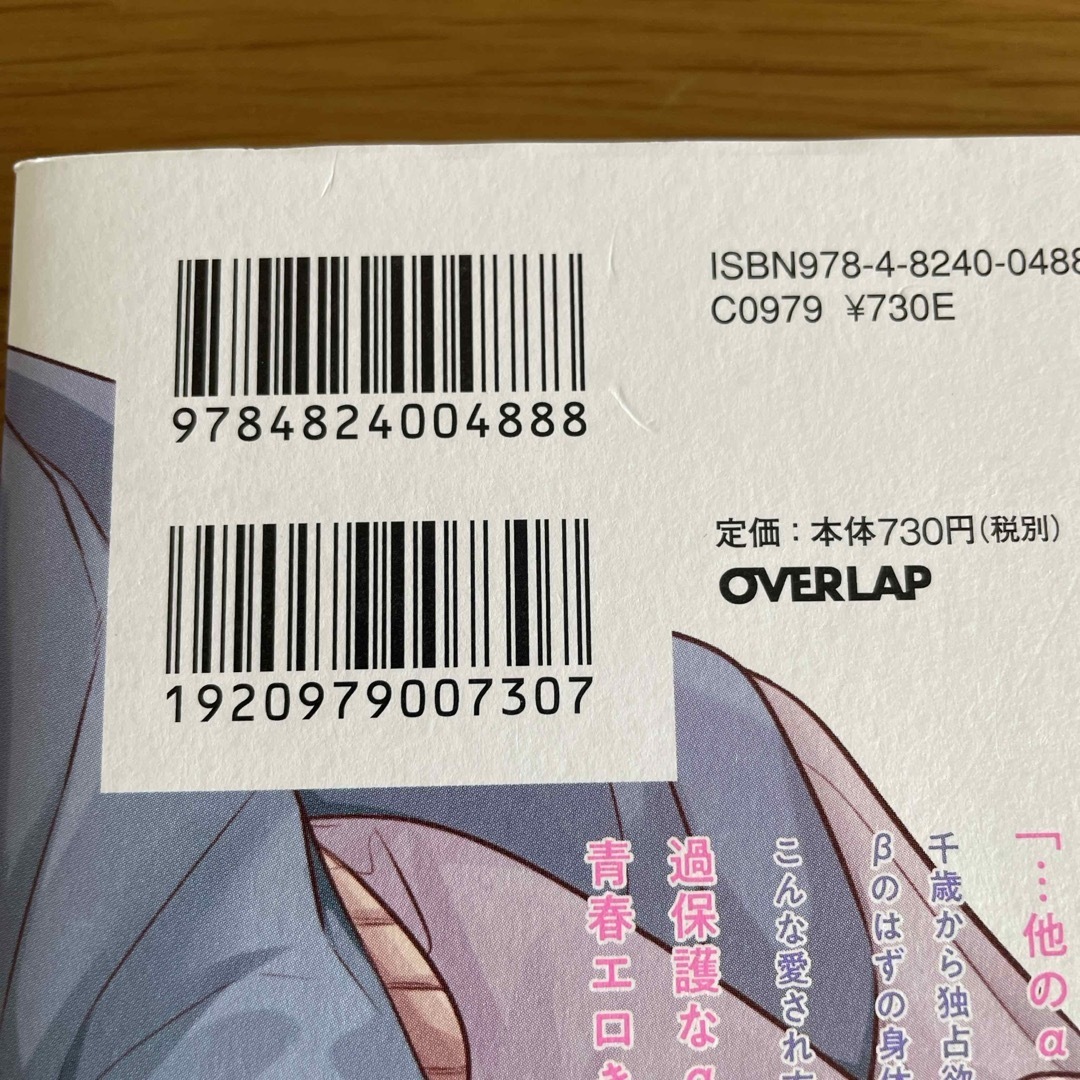 9784824004888
ISBN978-4-8240-0488
C0979 ¥730E
1920979007307
定価：本体730円(税別)
OVERLAP
「…他のα
千歳から独占欲
βのはずの身体
こんな愛され
過保護な
青春エロき